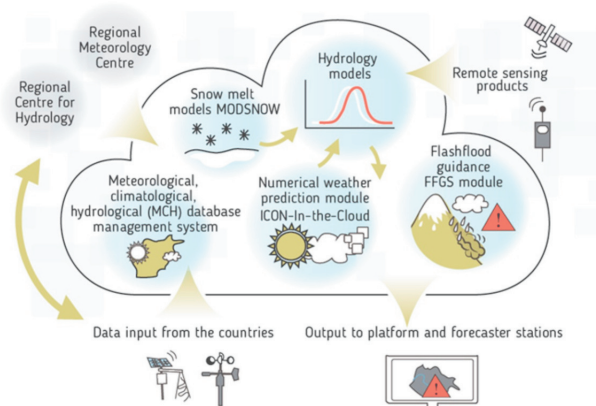 Regional
Meteorology
Centre
Regional
Centre for
Hydrology
Snow melt
models MODSNOW
Hydrology
models
Remote sensing
products
Meteorological,
climatological,
hydrological (MCH) database
management system
Numerical weather
prediction module
ICON-In-the-Cloud
Flashflood
guidance
FFGS module
Data input from the countries
Output to platform and forecaster stations